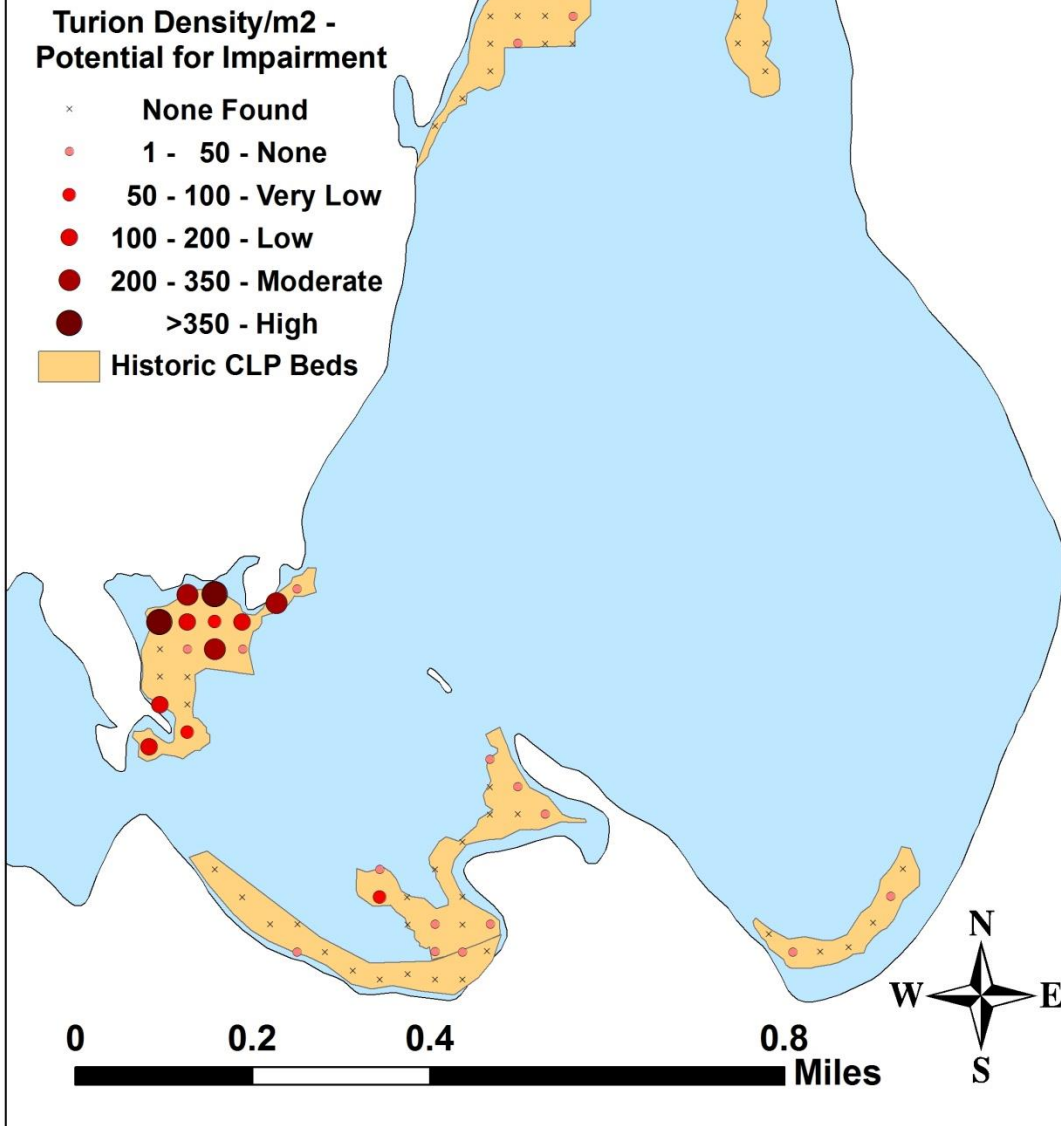 Turion Density/m2 -
Potential for Impairment
None Found
1 - 50 - None
50 - 100 - Very Low
100 - 200 - Low
200 - 350 - Moderate
>350 - High
Historic CLP Beds
N
W E
S
0 0.2 0.4 0.8
Miles